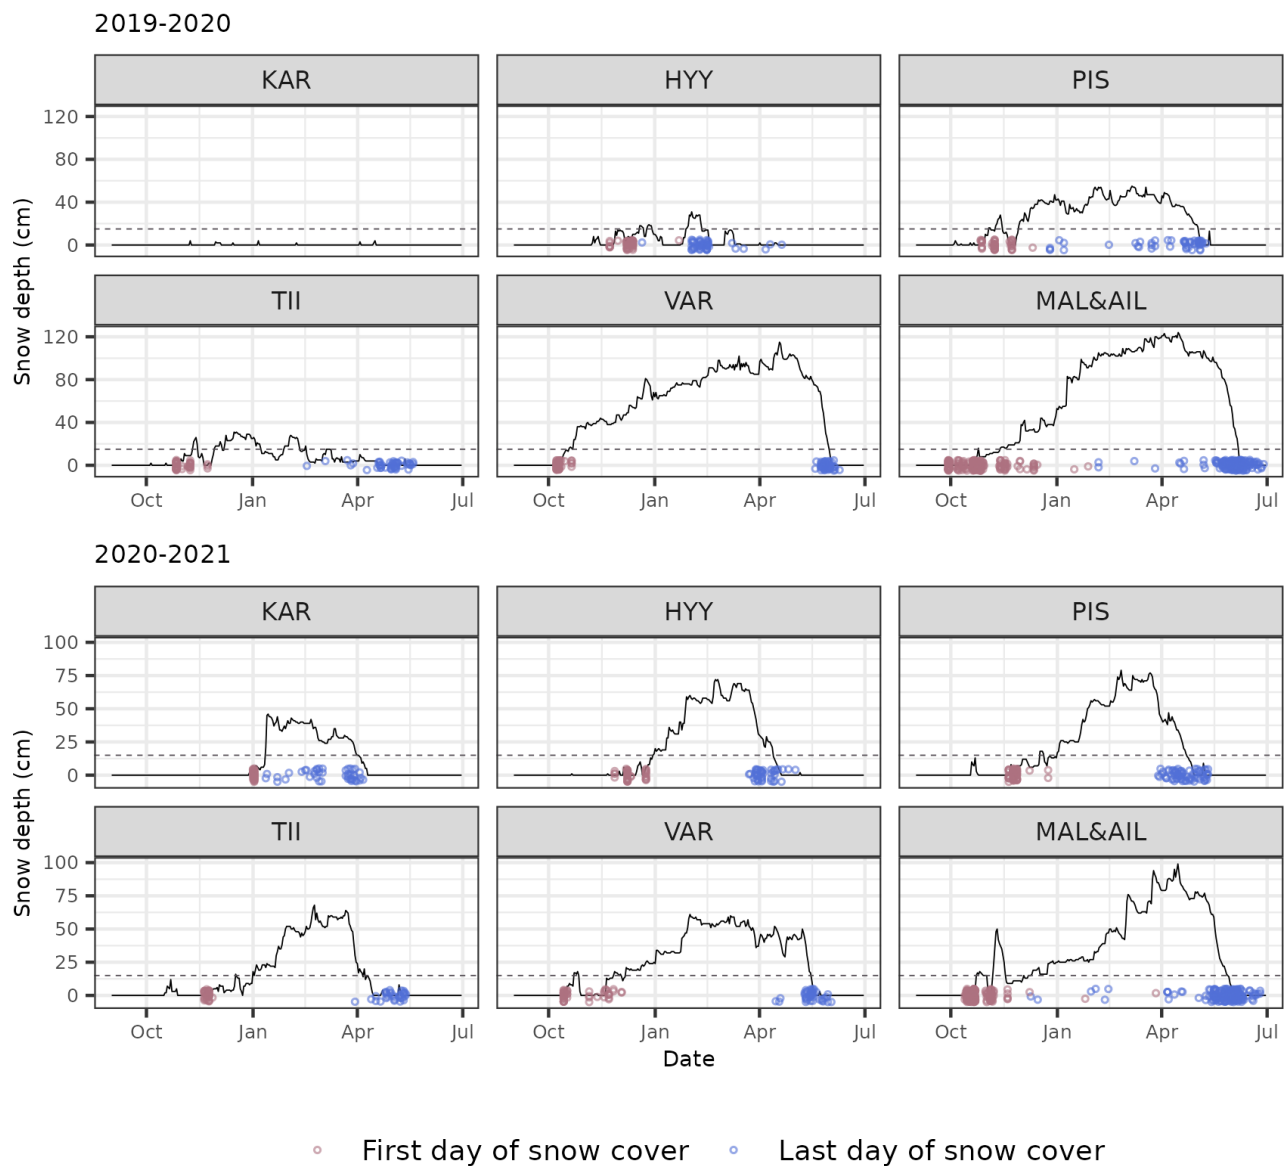 2019-2020
KAR HYY PIS
120
80
40
0
TII VAR MAL&AIL
120
80
40
0
Snow depth (cm)
Oct Jan Apr Jul Oct Jan Apr Jul Oct Jan Apr Jul
2020-2021
KAR HYY PIS
100
75
50
25
0
TII VAR MAL&AIL
100
75
50
25
0
Snow depth (cm)
Oct Jan Apr Jul Oct Jan Apr Jul Oct Jan Apr Jul
Date
First day of snow cover Last day of snow cover